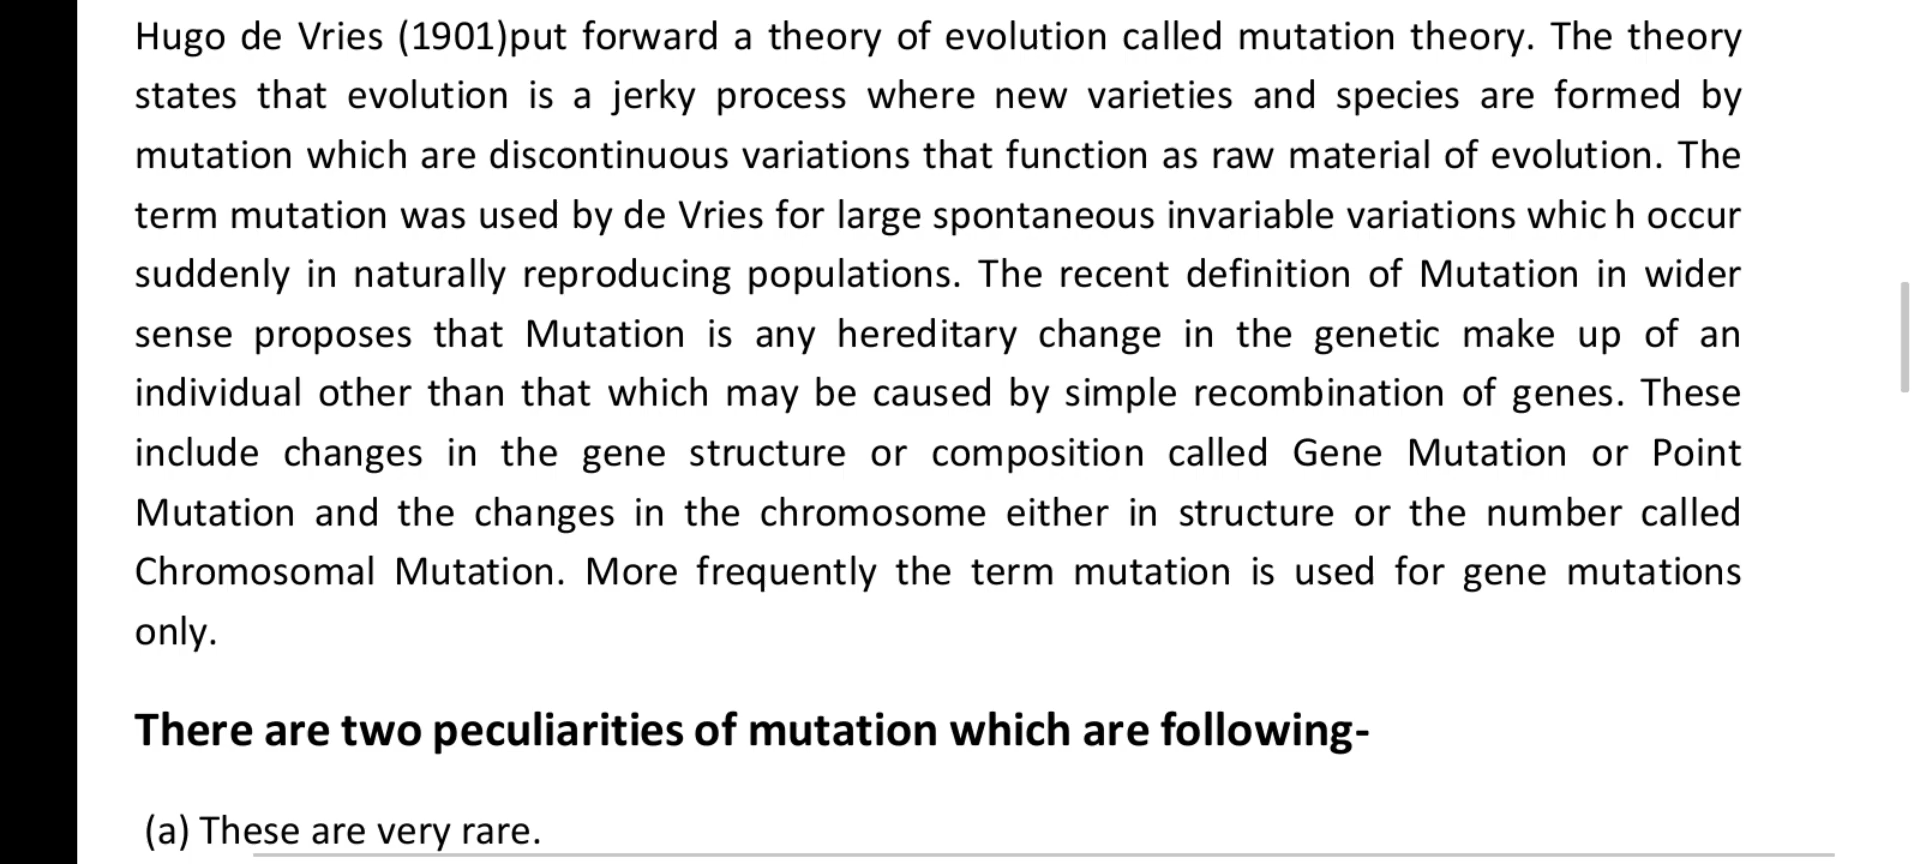 Hugo de Vries (1901)put forward a theory of evolution called mutation theory. The theory
states that evolution is a jerky process where new varieties and species are formed by
mutation which are discontinuous variations that function as raw material of evolution. The
term mutation was used by de Vries for large spontaneous invariable variations whic h occur
suddenly in naturally reproducing populations. The recent definition of Mutation in wider
sense proposes that Mutation is any hereditary change in the genetic make up of an
individual other than that which may be caused by simple recombination of genes. These
include changes in the gene structure or composition called Gene Mutation or Point
Mutation and the changes in the chromosome either in structure or the number called
Chromosomal Mutation. More frequently the term mutation is used for gene mutations
only.
There are two peculiarities of mutation which are following-
(a) These are very rare.